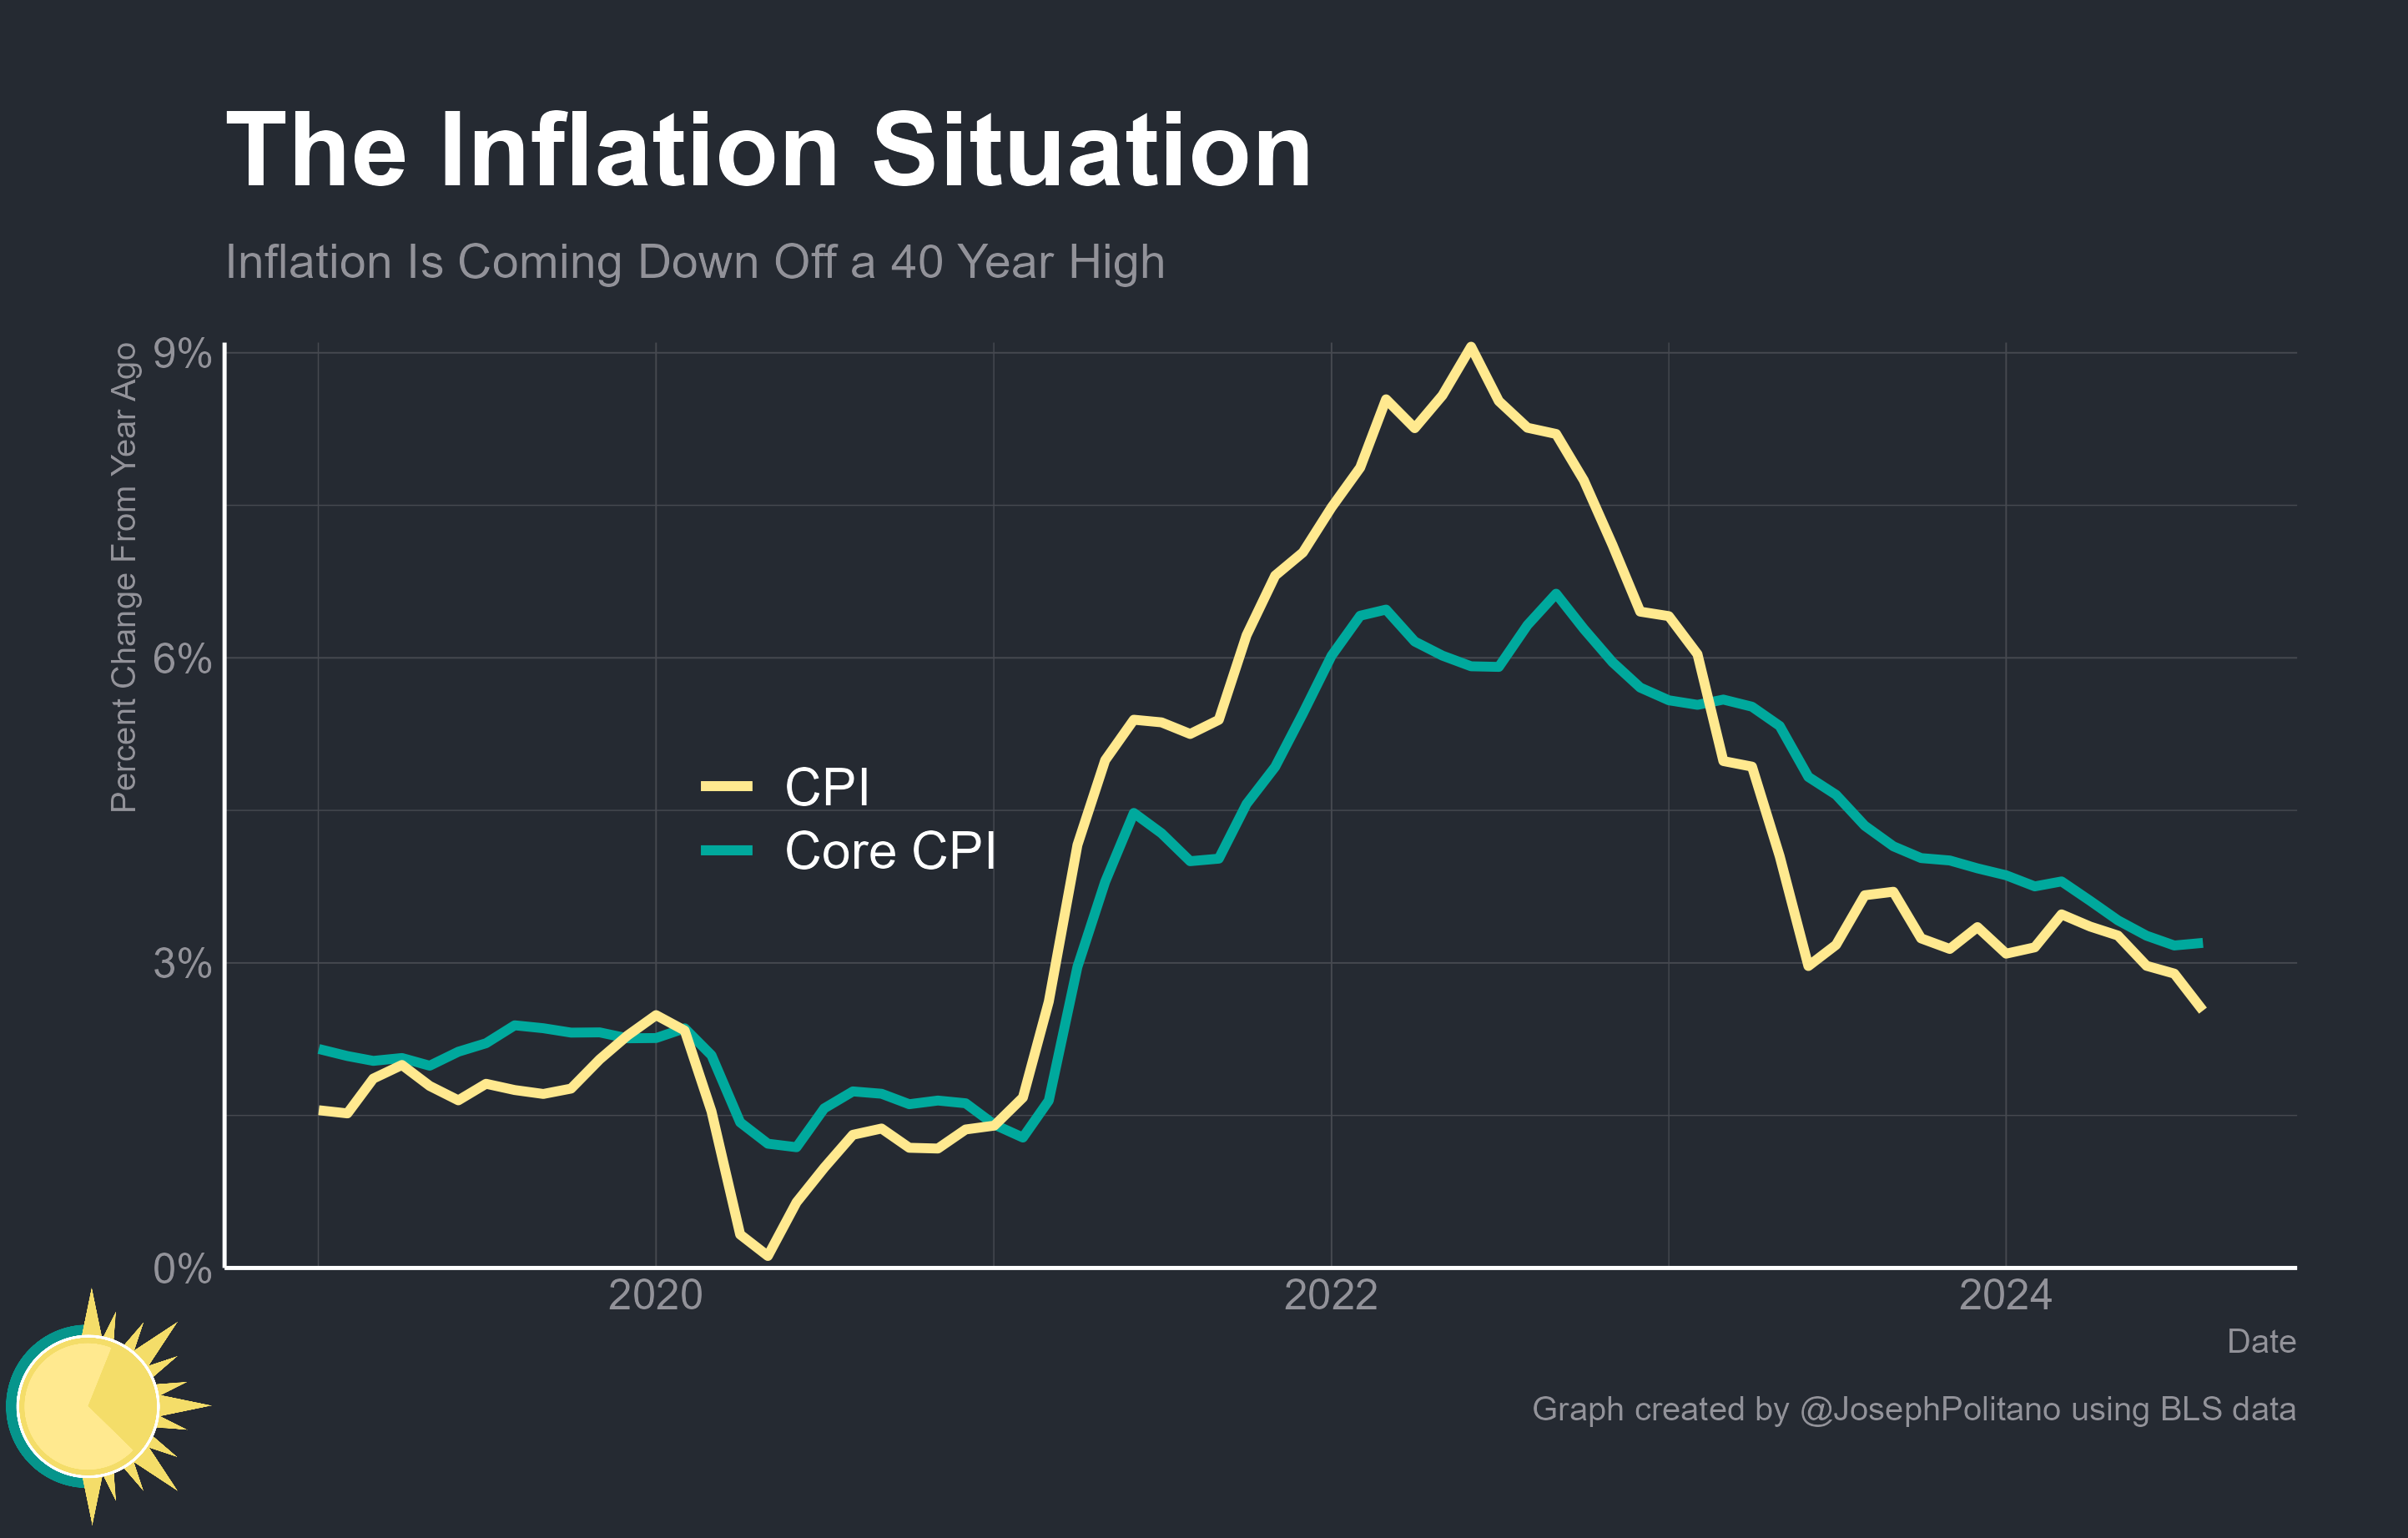 The Inflation Situation
Inflation Is Coming Down Off a 40 Year High
Percent Change From Year Ago
9%
6%
3%
0%
CPI
Core CPI
2020
2022
2024
Date
Graph created by @JosephPolitano using BLS data